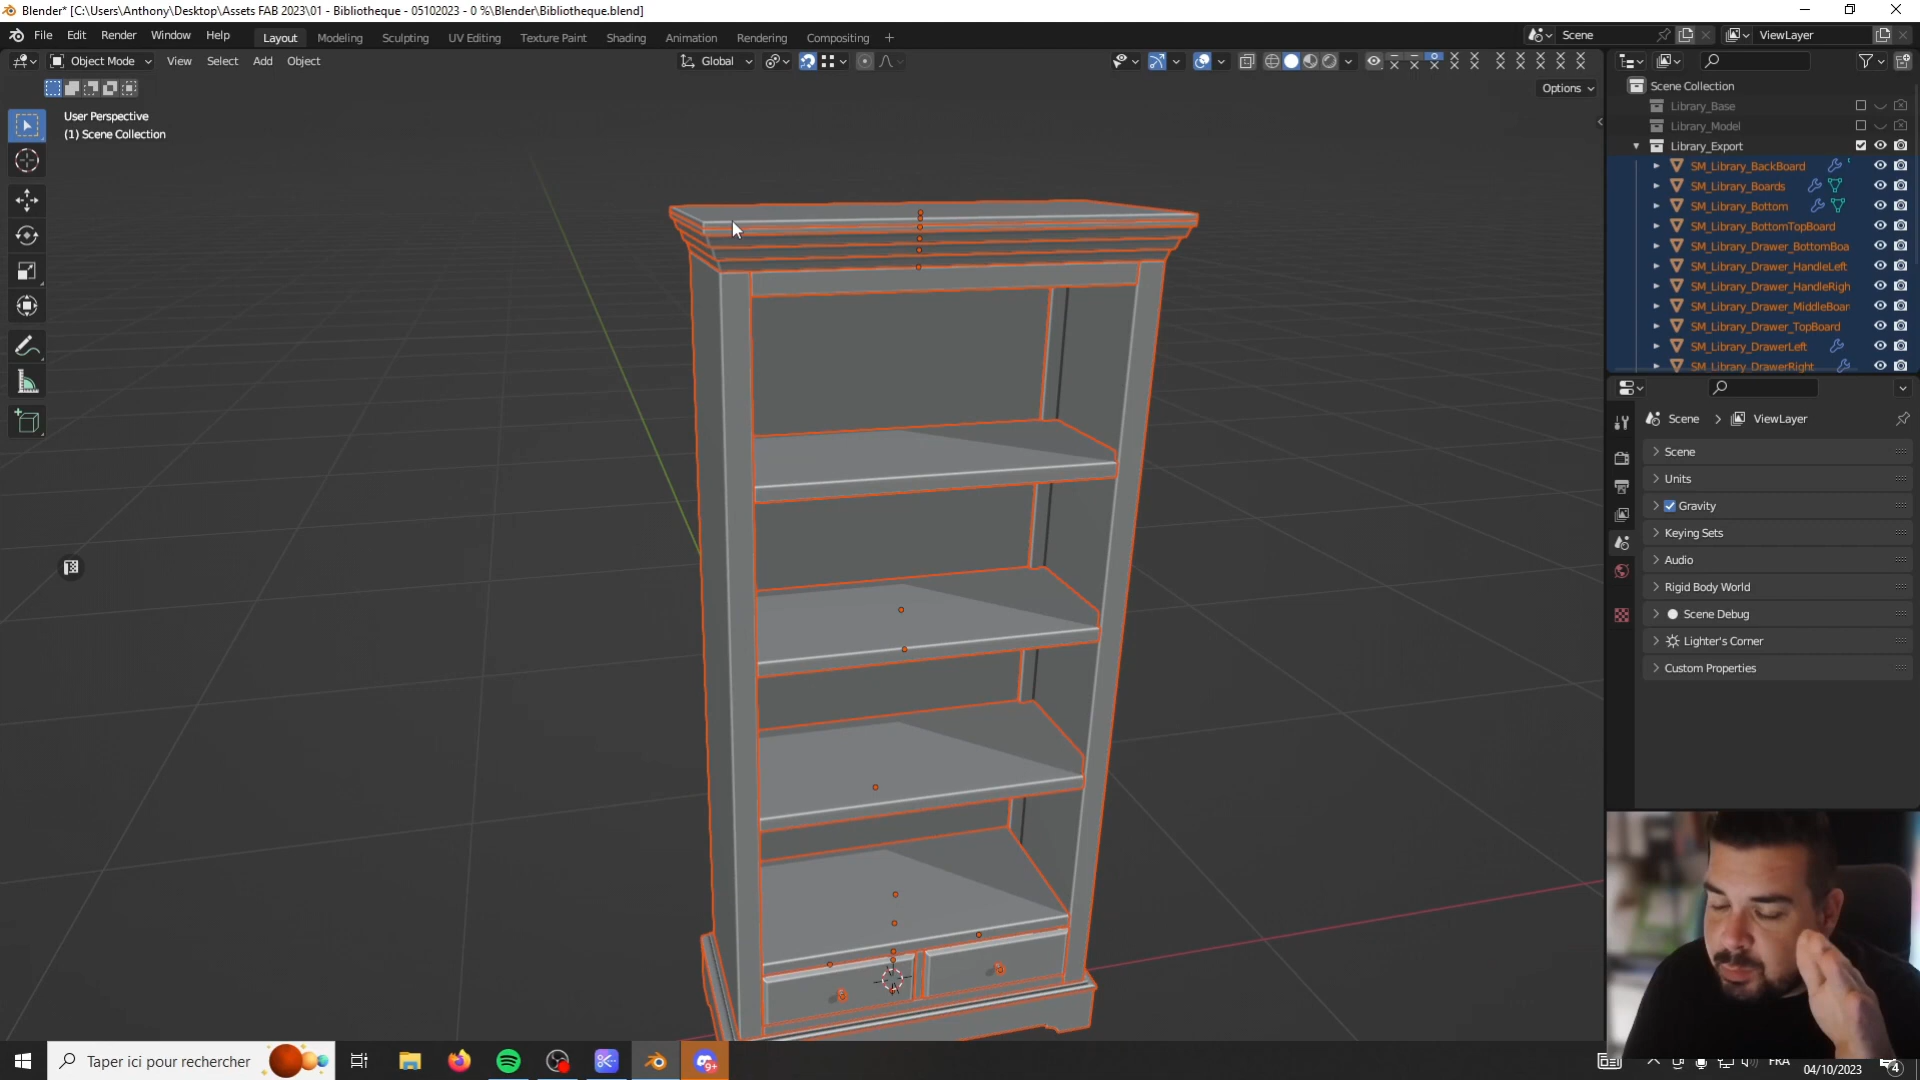 Blender* [C:\Users\Anthony\Desktop\Assets FAB 2023\01 - Bibliotheque - 05102023 - 0 %\Blender\Bibliotheque.blend]
File Edit Render Window Help
Layout Modeling Sculpting UV Editing Texture Paint Shading Animation Rendering Compositing +
Scene
ViewLayer
Object Mode View Select Add Object
Global
Options
User Perspective
(1) Scene Collection
Scene Collection
Library_Base
Library_Model
Library_Export
SM_Library_BackBoard
SM_Library_Boards
SM_Library_Bottom
SM_Library_BottomTopBoard
SM_Library_Drawer_BottomBoa
SM_Library_Drawer_HandleLeft
SM_Library_Drawer_HandleRigh
SM_Library_Drawer_MiddleBoar
SM_Library_Drawer_TopBoard
SM_Library_DrawerLeft
SM_Library_DrawerRight
Scene > ViewLayer
Scene
Units
Gravity
Keying Sets
Audio
Rigid Body World
Scene Debug
Lighter's Corner
Custom Properties
Taper ici pour rechercher
9+
FRA
04/10/2023
4